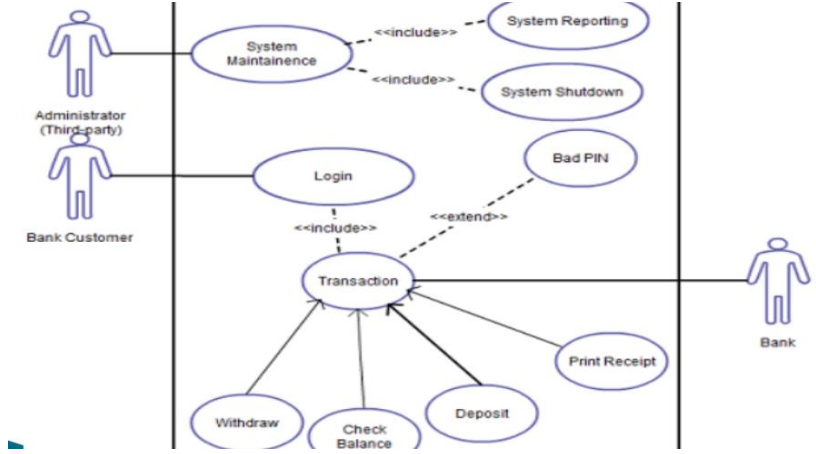 System Reporting
<<include>>
System
Maintainence
<<include>>
System Shutdown
Administrator
(Third-party)
Bad PIN
Login
<<extend>>
<<include>>
Bank Customer
Transaction
Bank
Print Receipt
Withdraw
Deposit
Check
Balance